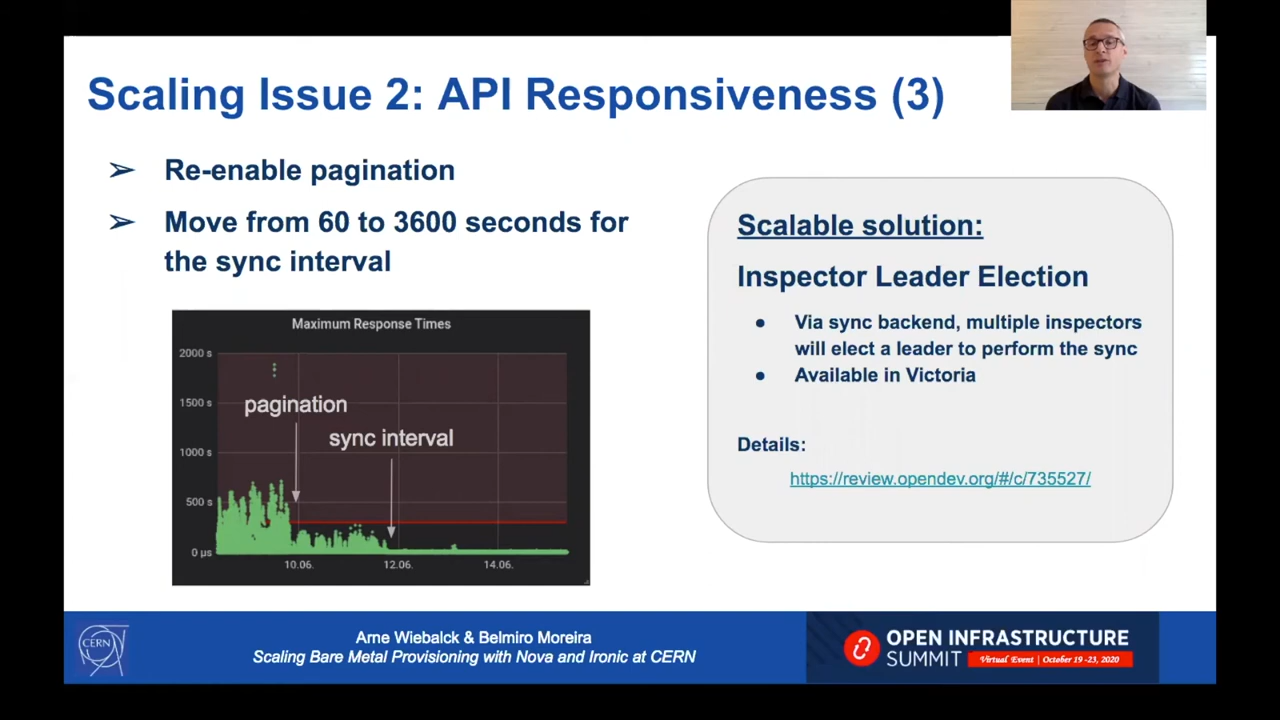 Scaling Issue 2: API Responsiveness (3)
➢ Re-enable pagination
➢ Move from 60 to 3600 seconds for
the sync interval
Maximum Response Times
2000 s
1500 s
1000 s
500 s
0 µs
pagination
sync interval
10.06.
12.06.
14.06.
Scalable solution:
Inspector Leader Election
● Via sync backend, multiple inspectors
will elect a leader to perform the sync
● Available in Victoria
Details:
https://review.opendev.org/#/c/735527/
CERN
Arne Wiebalck & Belmiro Moreira
Scaling Bare Metal Provisioning with Nova and Ironic at CERN
OPEN INFRASTRUCTURE
SUMMIT Virtual Event | October 19 -23, 2020